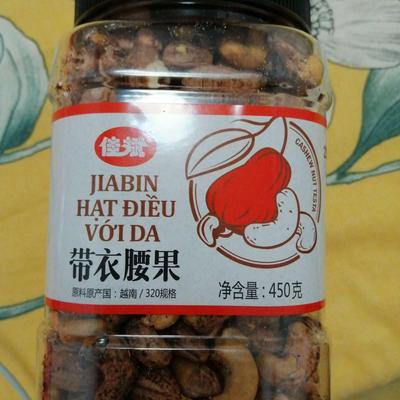 佳斌
JIABIN
HẠT ĐIỀU
VỚI DA
带衣腰果
原料原产国：越南/320规格
净含量：450克
CASHEW NUT TESTA